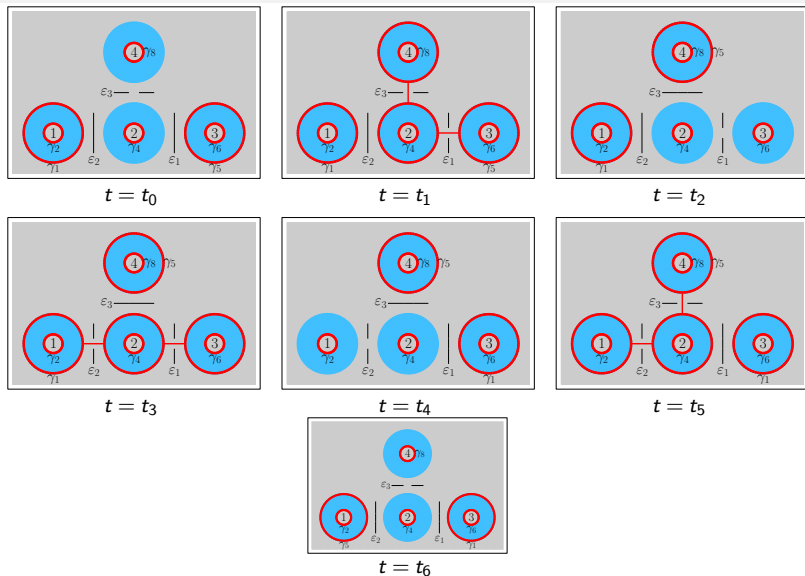 4 γ8
ε3
1 2 3
γ2 γ4 γ6
ε2 ε1
γ1 γ5
t = t0
4 γ8
ε3
1 2 3
γ2 γ4 γ6
ε2 ε1
γ1 γ5
t = t1
4 γ8 γ5
ε3
1 2 3
γ2 γ4 γ6
ε2 ε1
γ1
t = t2
4 γ8 γ5
ε3
1 2 3
γ2 γ4 γ6
ε2 ε1
γ1
t = t3
4 γ8 γ5
ε3
1 2 3
γ2 γ4 γ6
ε2 ε1
γ1
t = t4
4 γ8
ε3
1 2 3
γ2 γ4 γ6
ε2 ε1
γ5 γ1
t = t5
4 γ8
ε3
1 2 3
γ2 γ4 γ6
ε2 ε1
γ5 γ1
t = t6